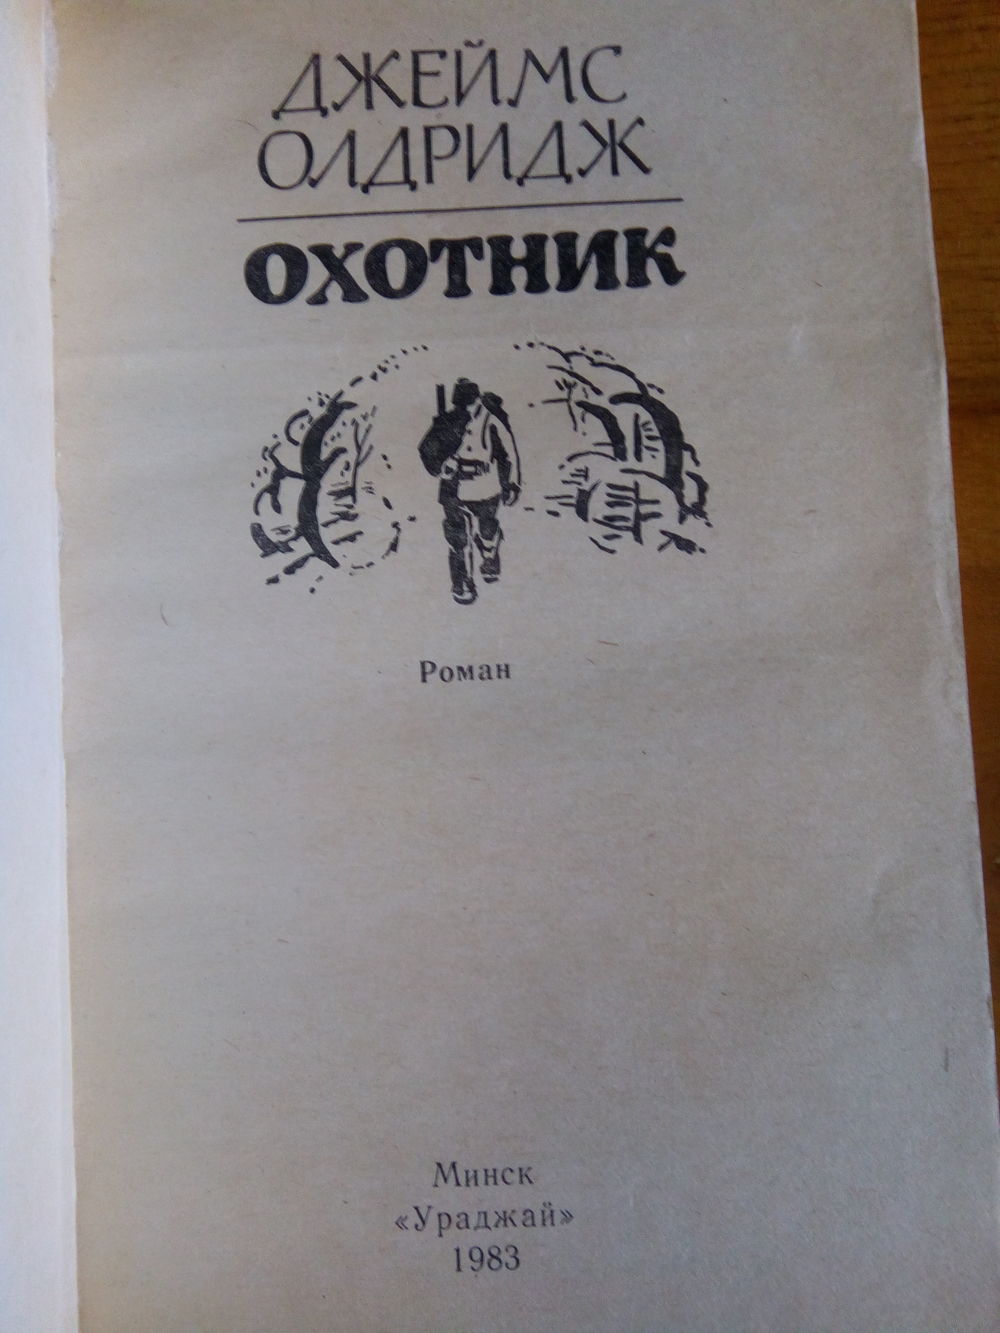 ДЖЕЙМС
ОЛДРИДЖ
ОХОТНИК
Роман
Минск
«Ураджай»
1983